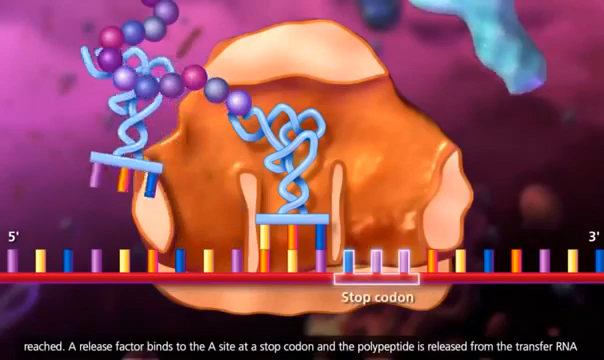 5'
3'
Stop codon
reached. A release factor binds to the A site at a stop codon and the polypeptide is released from the transfer RNA